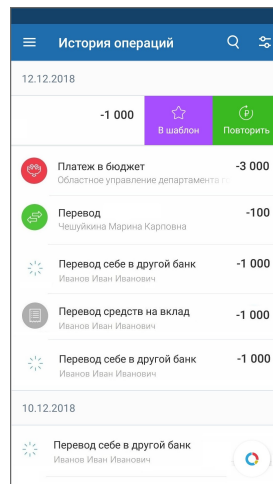 История операций
12.12.2018
-1 000
В шаблон
Повторить
Платеж в бюджет
-3 000
Областное управление департамента
Перевод
-100
Чешуйкина Марина Карповна
Перевод себе в другой банк
-1 000
Иванов Иван Иванович
Перевод средств на вклад
-1 000
Иванов Иван Иванович
Перевод себе в другой банк
-1 000
Иванов Иван Иванович
10.12.2018
Перевод себе в другой банк
Иванов Иван Иванович